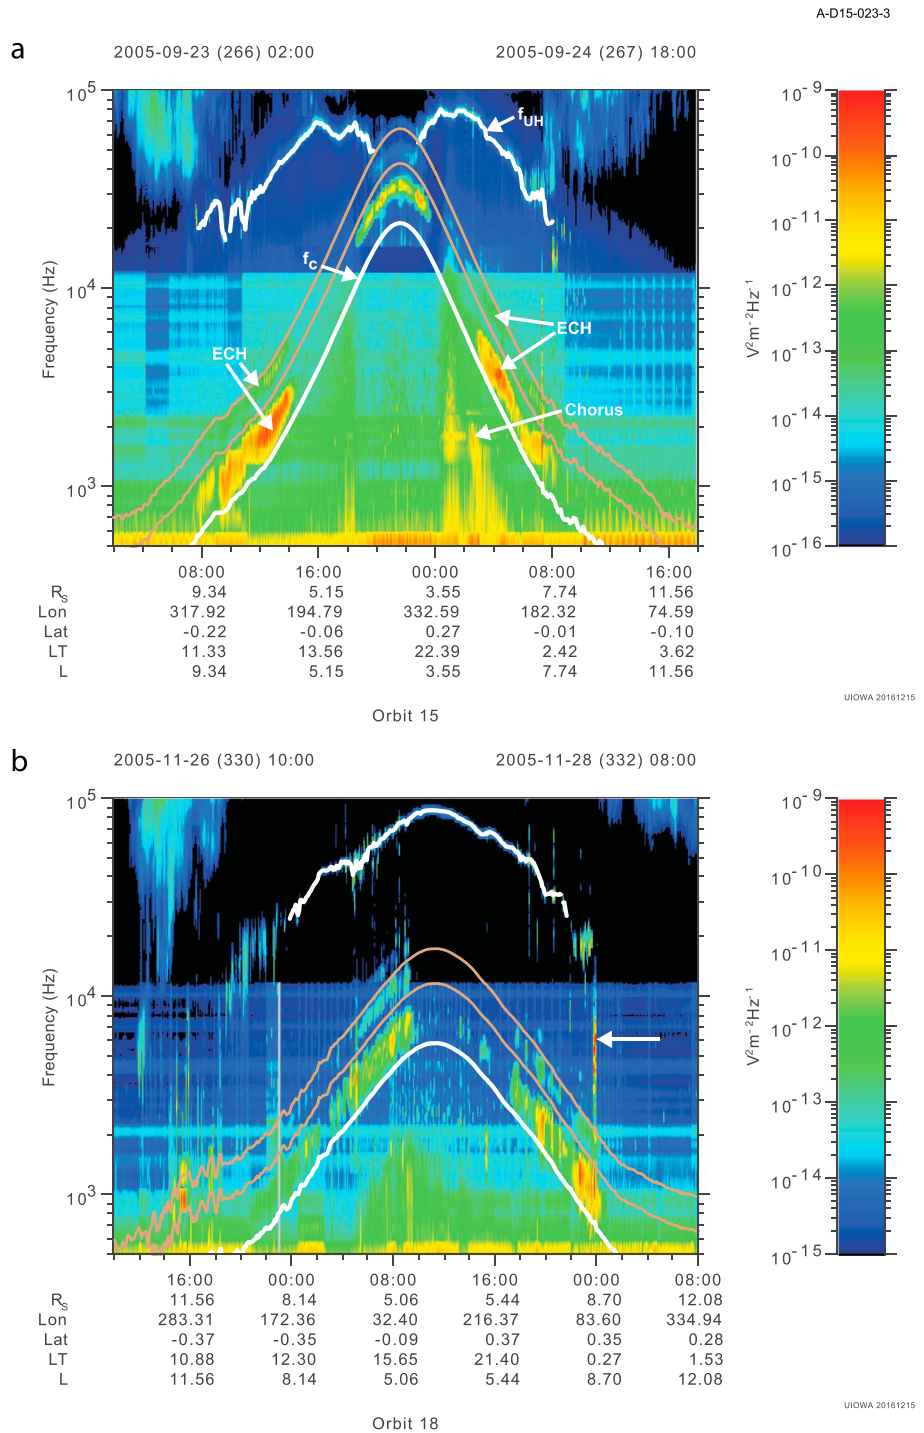 A-D15-023-3
a
2005-09-23 (266) 02:00 2005-09-24 (267) 18:00
10^5
10^4
10^3
Frequency (Hz)
f_UH
f_c
ECH
ECH
Chorus
10^-9
10^-10
10^-11
10^-12
10^-13
10^-14
10^-15
10^-16
V^2m^-2Hz^-1
08:00 16:00 00:00 08:00 16:00
R_S 9.34 5.15 3.55 7.74 11.56
Lon 317.92 194.79 332.59 182.32 74.59
Lat -0.22 -0.06 0.27 -0.01 -0.10
LT 11.33 13.56 22.39 2.42 3.62
L 9.34 5.15 3.55 7.74 11.56
UIOWA 20161215
Orbit 15
b
2005-11-26 (330) 10:00 2005-11-28 (332) 08:00
10^5
10^4
10^3
Frequency (Hz)
10^-9
10^-10
10^-11
10^-12
10^-13
10^-14
10^-15
V^2m^-2Hz^-1
16:00 00:00 08:00 16:00 00:00 08:00
R_S 11.56 8.14 5.06 5.44 8.70 12.08
Lon 283.31 172.36 32.40 216.37 83.60 334.94
Lat -0.37 -0.35 -0.09 0.37 0.35 0.28
LT 10.88 12.30 15.65 21.40 0.27 1.53
L 11.56 8.14 5.06 5.44 8.70 12.08
UIOWA 20161215
Orbit 18